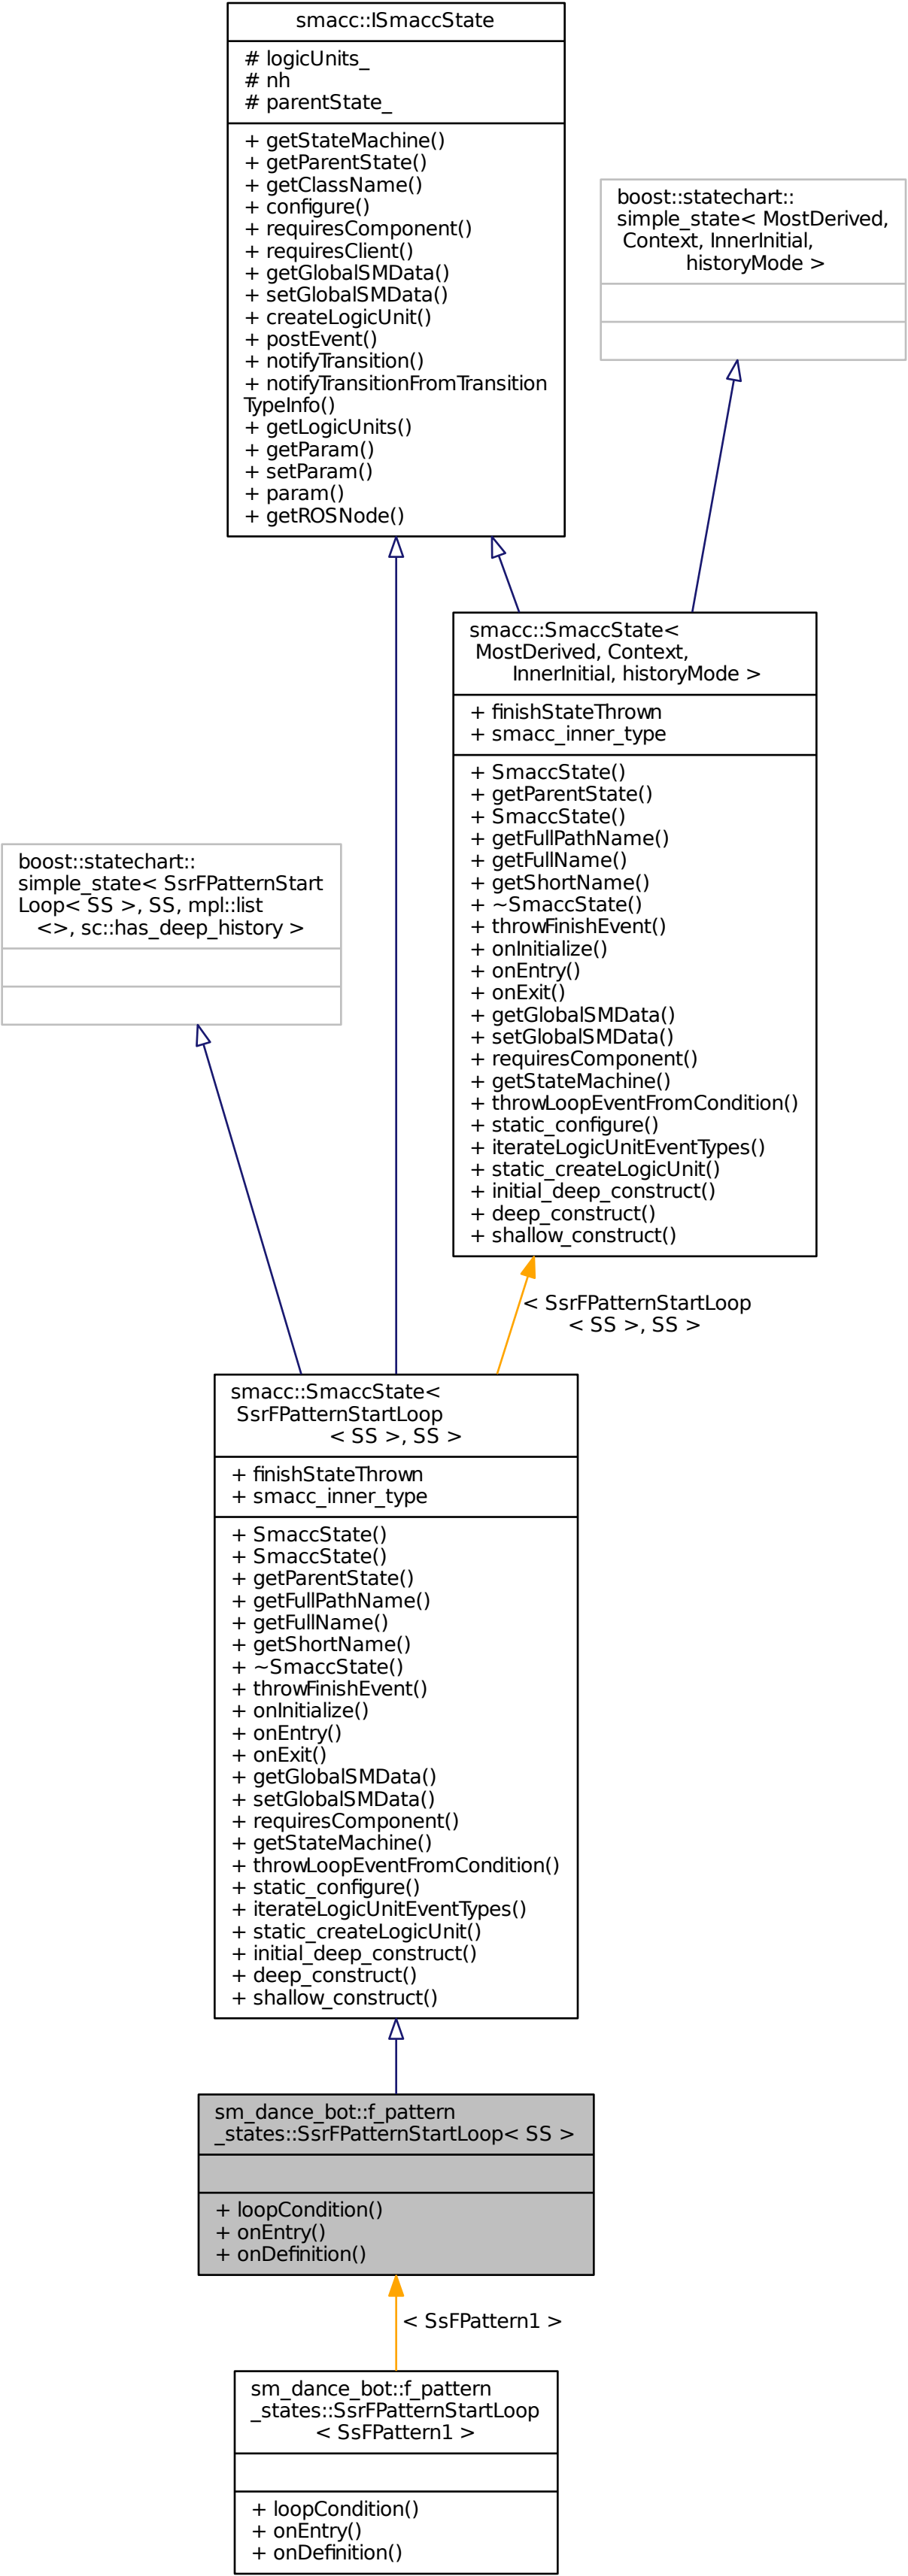 smacc::ISmaccState
# logicUnits_
# nh
# parentState_
+ getStateMachine()
+ getParentState()
+ getClassName()
+ configure()
+ requiresComponent()
+ requiresClient()
+ getGlobalSMData()
+ setGlobalSMData()
+ createLogicUnit()
+ postEvent()
+ notifyTransition()
+ notifyTransitionFromTransition
TypeInfo()
+ getLogicUnits()
+ getParam()
+ setParam()
+ param()
+ getROSNode()
boost::statechart::
simple_state< MostDerived,
Context, InnerInitial,
historyMode >
smacc::SmaccState<
MostDerived, Context,
InnerInitial, historyMode >
+ finishStateThrown
+ smacc_inner_type
+ SmaccState()
+ getParentState()
+ SmaccState()
+ getFullPathName()
+ getFullName()
+ getShortName()
+ ~SmaccState()
+ throwFinishEvent()
+ onInitialize()
+ onEntry()
+ onExit()
+ getGlobalSMData()
+ setGlobalSMData()
+ requiresComponent()
+ getStateMachine()
+ throwLoopEventFromCondition()
+ static_configure()
+ iterateLogicUnitEventTypes()
+ static_createLogicUnit()
+ initial_deep_construct()
+ deep_construct()
+ shallow_construct()
boost::statechart::
simple_state< SsrFPatternStart
Loop< SS >, SS, mpl::list
<>, sc::has_deep_history >
< SsrFPatternStartLoop
< SS >, SS >
smacc::SmaccState<
SsrFPatternStartLoop
< SS >, SS >
+ finishStateThrown
+ smacc_inner_type
+ SmaccState()
+ SmaccState()
+ getParentState()
+ getFullPathName()
+ getFullName()
+ getShortName()
+ ~SmaccState()
+ throwFinishEvent()
+ onInitialize()
+ onEntry()
+ onExit()
+ getGlobalSMData()
+ setGlobalSMData()
+ requiresComponent()
+ getStateMachine()
+ throwLoopEventFromCondition()
+ static_configure()
+ iterateLogicUnitEventTypes()
+ static_createLogicUnit()
+ initial_deep_construct()
+ deep_construct()
+ shallow_construct()
sm_dance_bot::f_pattern
_states::SsrFPatternStartLoop< SS >
+ loopCondition()
+ onEntry()
+ onDefinition()
< SsFPattern1 >
sm_dance_bot::f_pattern
_states::SsrFPatternStartLoop
< SsFPattern1 >
+ loopCondition()
+ onEntry()
+ onDefinition()